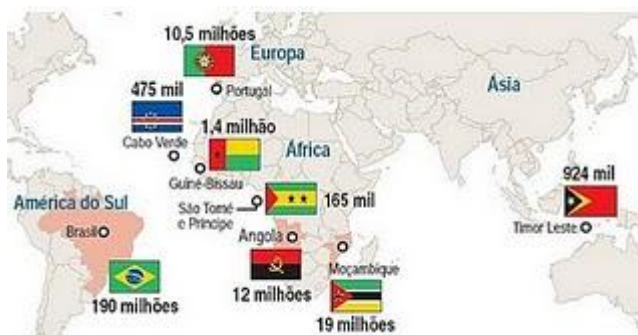 10,5 milhões
Europa
Portugal
Ásia
475 mil
Cabo Verde
1,4 milhão
Guiné-Bissau
África
165 mil
São Tomé
e Príncipe
924 mil
Timor Leste
América do Sul
Brasil
190 milhões
Angola
12 milhões
Moçambique
19 milhões